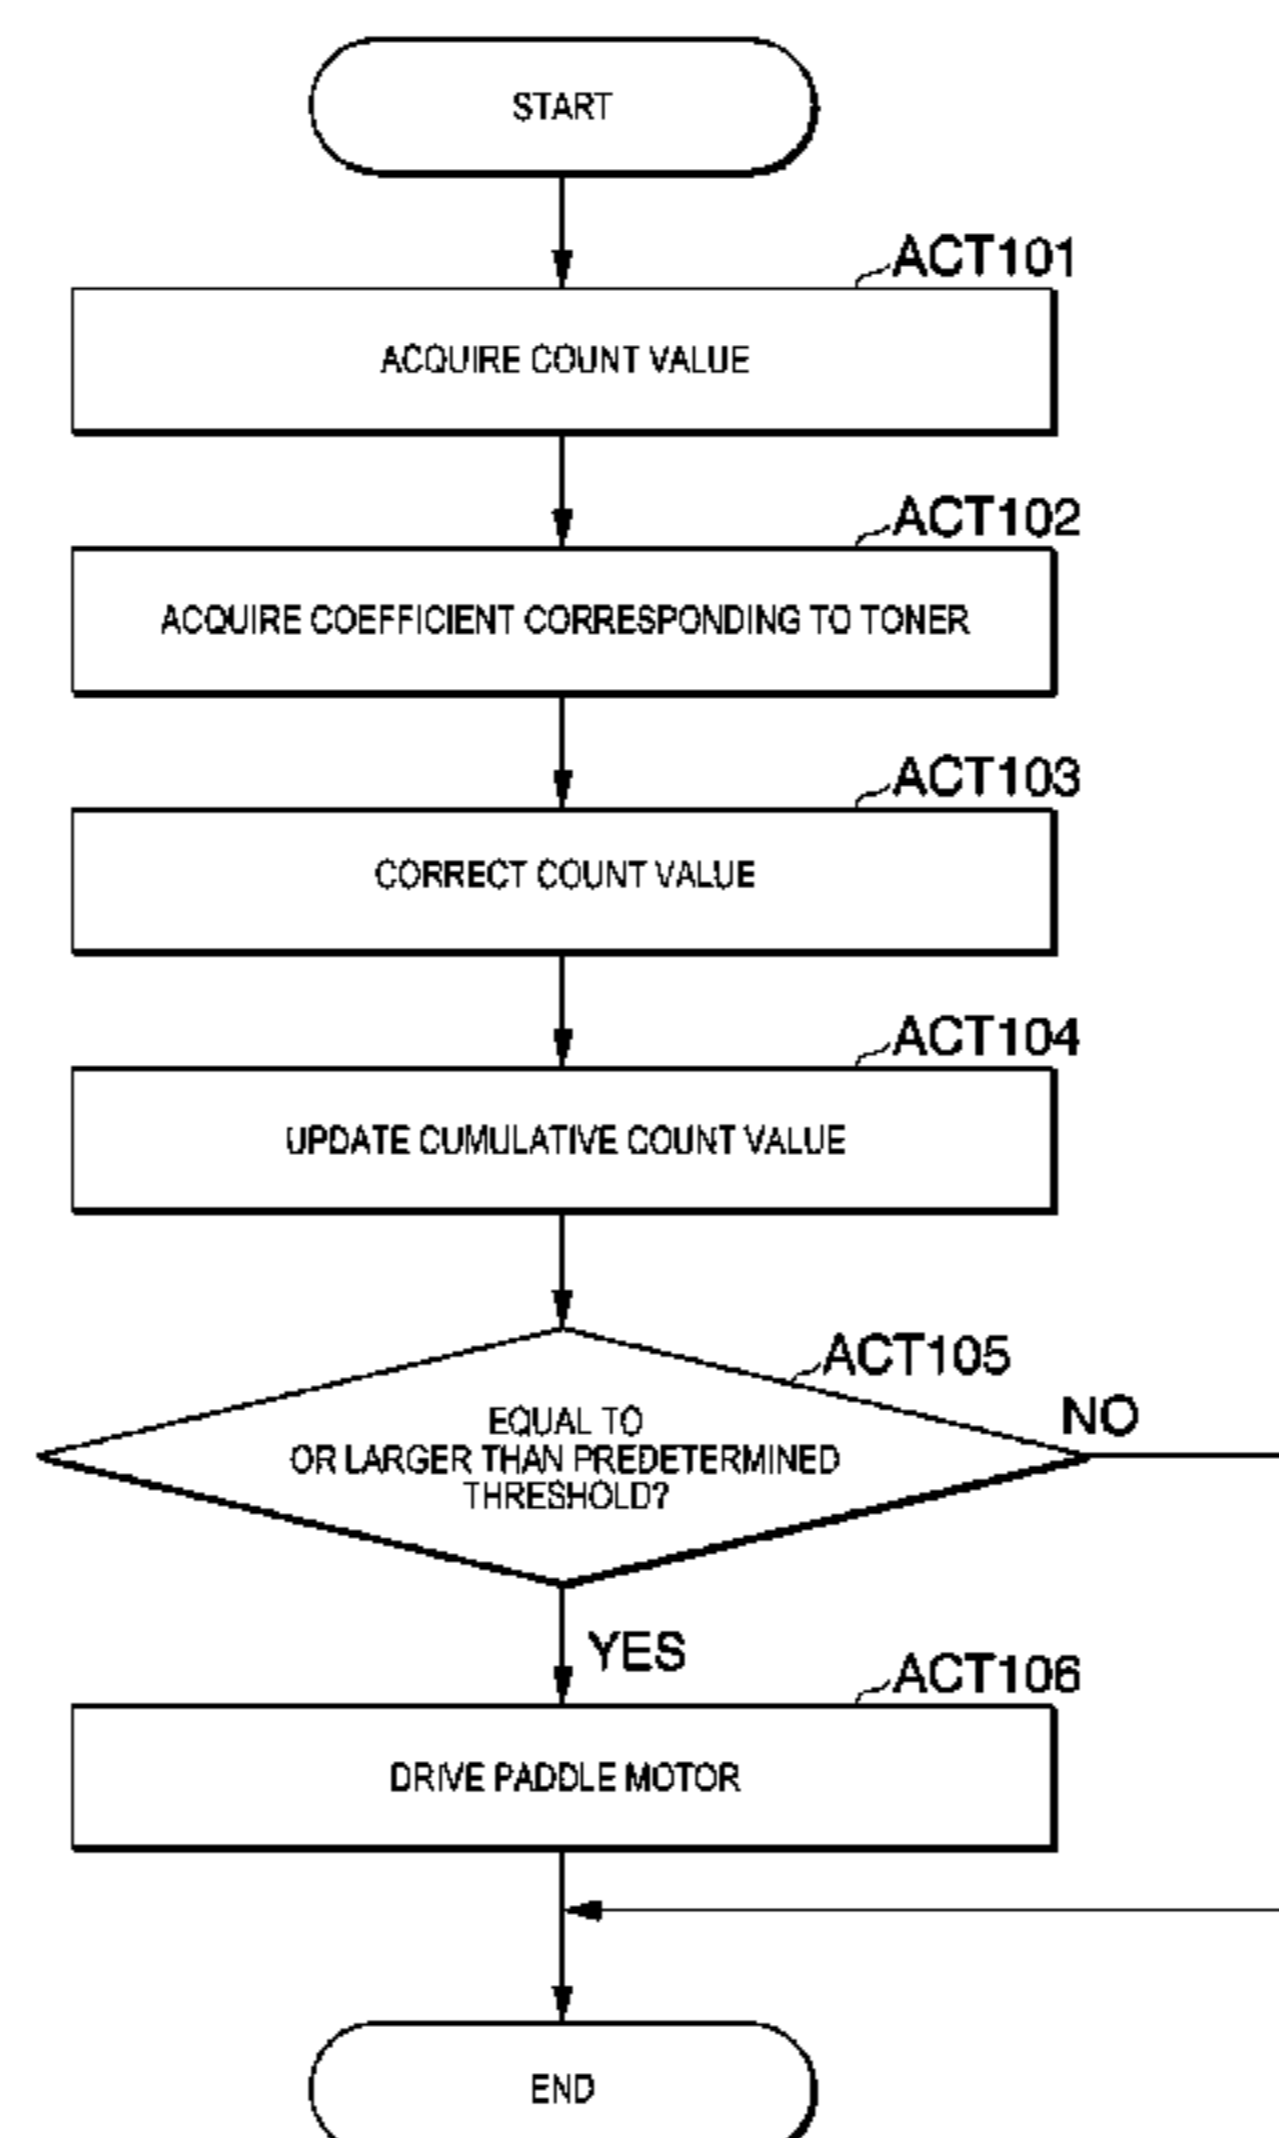 START
ACT101
ACQUIRE COUNT VALUE
ACT102
ACQUIRE COEFFICIENT CORRESPONDING TO TONER
ACT103
CORRECT COUNT VALUE
ACT104
UPDATE CUMULATIVE COUNT VALUE
ACT105
NO
EQUAL TO
OR LARGER THAN PREDETERMINED
THRESHOLD?
YES
ACT106
DRIVE PADDLE MOTOR
END